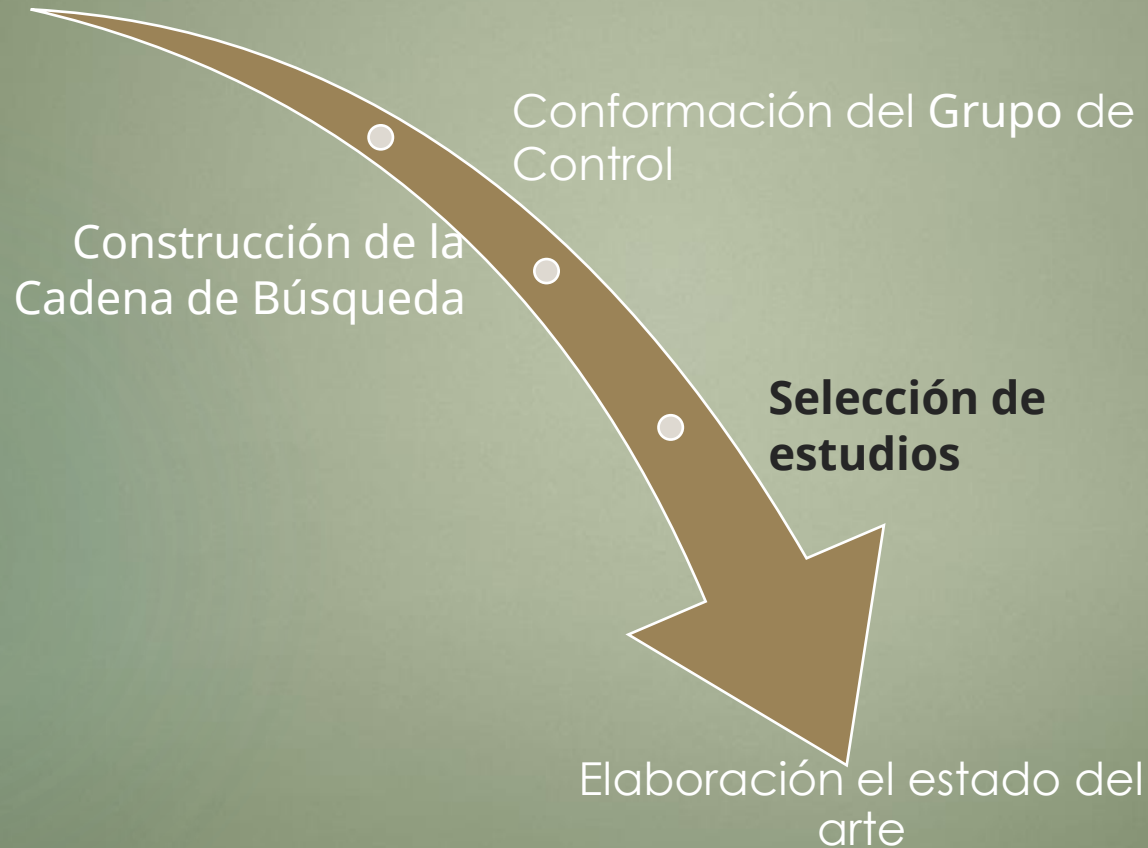 Conformación del Grupo de
Control
Construcción de la
Cadena de Búsqueda
Selección de
estudios
Elaboración el estado del
arte